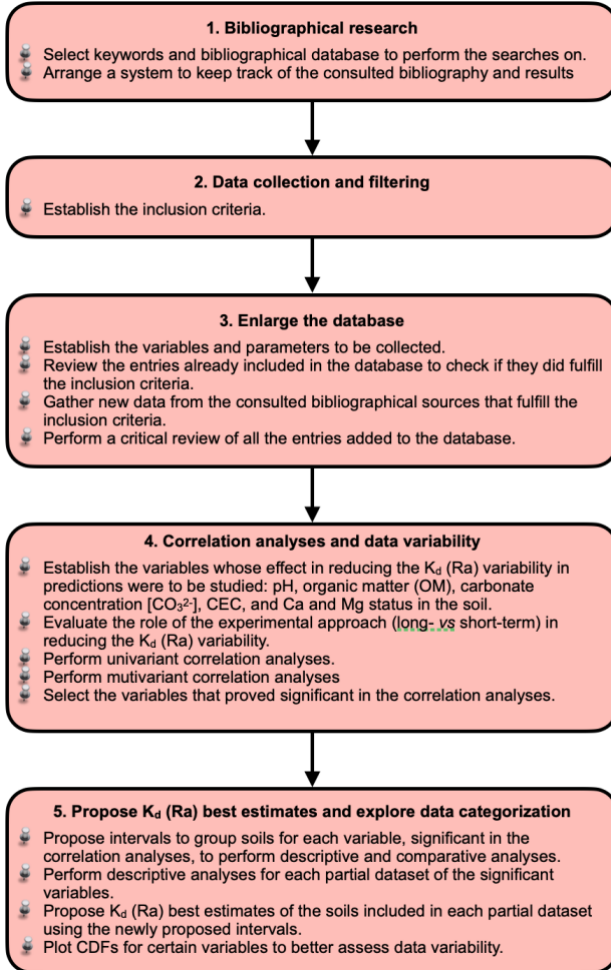 1. Bibliographical research
Select keywords and bibliographical database to perform the searches on.
Arrange a system to keep track of the consulted bibliography and results
2. Data collection and filtering
Establish the inclusion criteria.
3. Enlarge the database
Establish the variables and parameters to be collected.
Review the entries already included in the database to check if they did fulfill
the inclusion criteria.
Gather new data from the consulted bibliographical sources that fulfill the
inclusion criteria.
Perform a critical review of all the entries added to the database.
4. Correlation analyses and data variability
Establish the variables whose effect in reducing the Kd (Ra) variability in
predictions were to be studied: pH, organic matter (OM), carbonate
concentration [CO₃²⁻], CEC, and Ca and Mg status in the soil.
Evaluate the role of the experimental approach (long- vs short-term) in
reducing the Kd (Ra) variability.
Perform univariant correlation analyses.
Perform mutivariant correlation analyses
Select the variables that proved significant in the correlation analyses.
5. Propose Kd (Ra) best estimates and explore data categorization
Propose intervals to group soils for each variable, significant in the
correlation analyses, to perform descriptive and comparative analyses.
Perform descriptive analyses for each partial dataset of the significant
variables.
Propose Kd (Ra) best estimates of the soils included in each partial dataset
using the newly proposed intervals.
Plot CDFs for certain variables to better assess data variability.